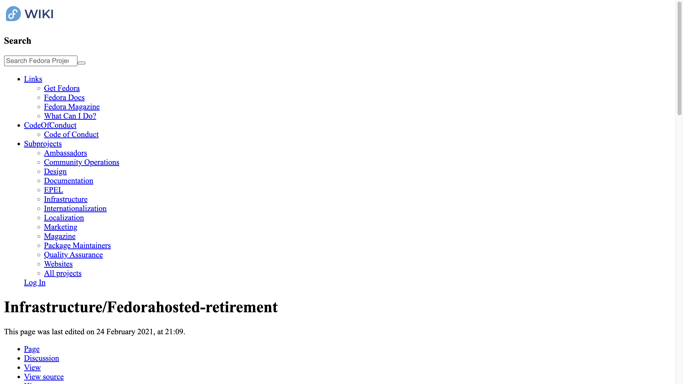 WIKI
Search
Search Fedora Proje
Links
Get Fedora
Fedora Docs
Fedora Magazine
What Can I Do?
CodeOfConduct
Code of Conduct
Subprojects
Ambassadors
Community Operations
Design
Documentation
EPEL
Infrastructure
Internationalization
Localization
Marketing
Magazine
Package Maintainers
Quality Assurance
Websites
All projects
Log In
Infrastructure/Fedorahosted-retirement
This page was last edited on 24 February 2021, at 21:09.
Page
Discussion
View
View source